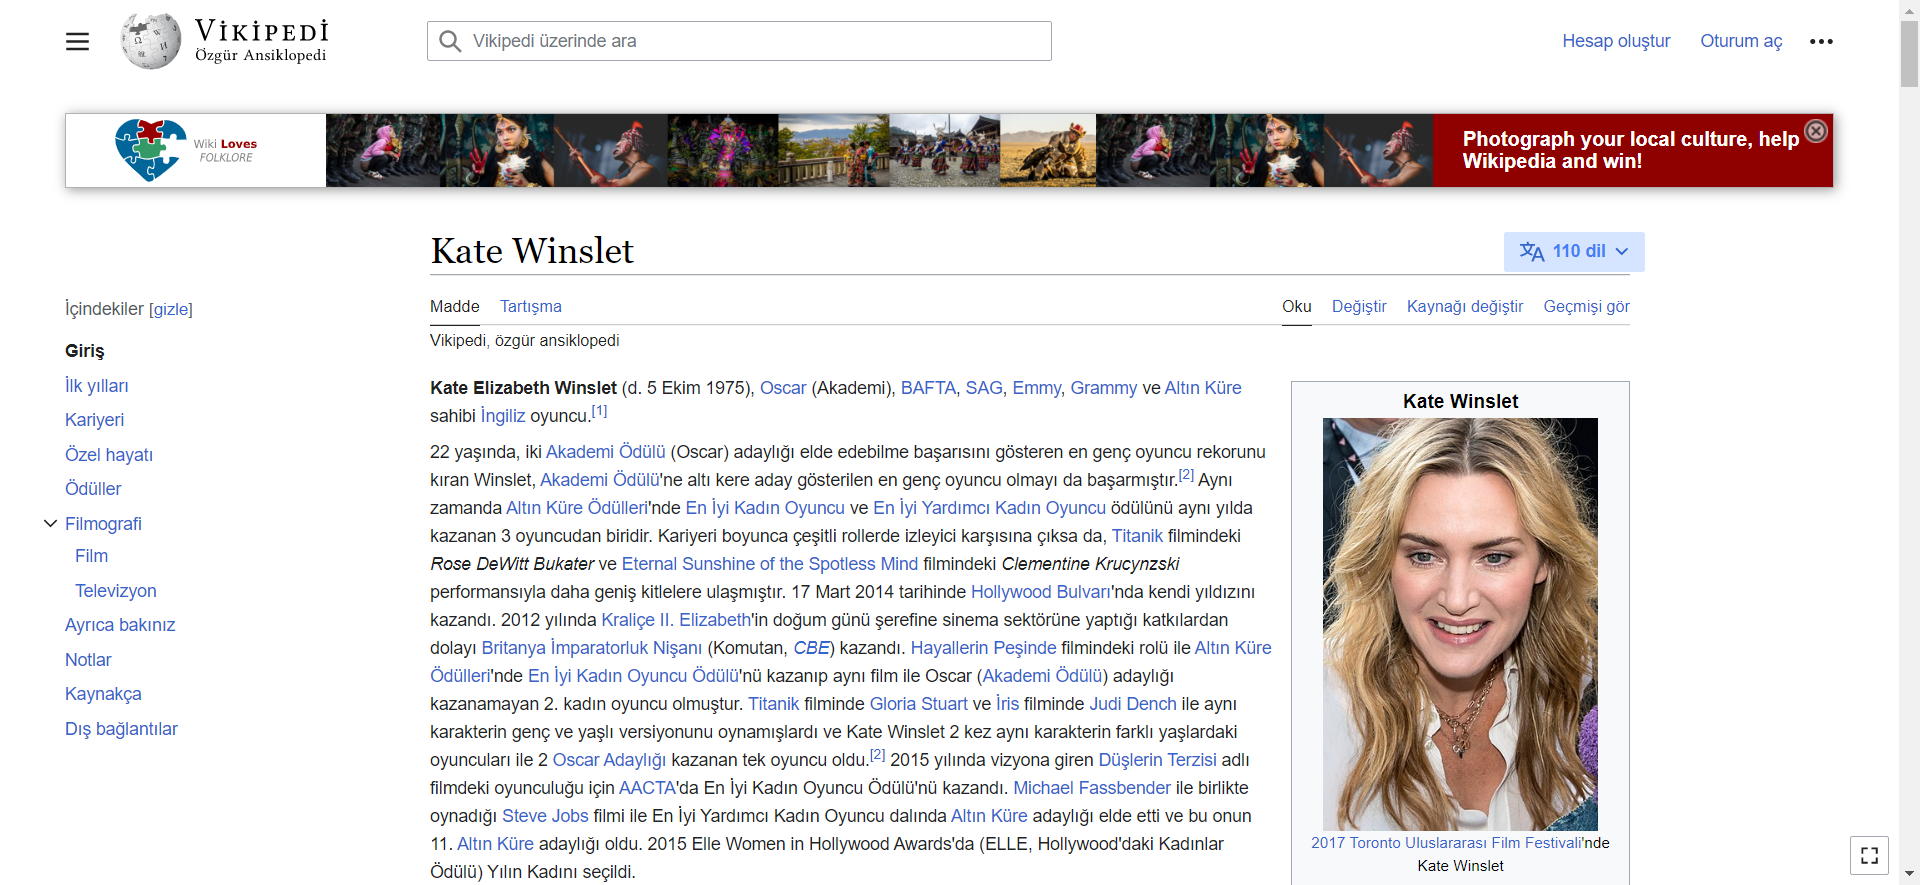 VİKİPEDİ
Özgür Ansiklopedi
Vikipedi üzerinde ara
Hesap oluştur
Oturum aç
Wiki Loves
FOLKLORE
Photograph your local culture, help
Wikipedia and win!
Kate Winslet
110 dil
İçindekiler [gizle]
Giriş
İlk yılları
Kariyeri
Özel hayatı
Ödüller
Filmografi
Film
Televizyon
Ayrıca bakınız
Notlar
Kaynakça
Dış bağlantılar
Madde Tartışma
Oku Değiştir Kaynağı değiştir Geçmişi gör
Vikipedi, özgür ansiklopedi
Kate Elizabeth Winslet (d. 5 Ekim 1975), Oscar (Akademi), BAFTA, SAG, Emmy, Grammy ve Altın Küre
sahibi İngiliz oyuncu.[1]
22 yaşında, iki Akademi Ödülü (Oscar) adaylığı elde edebilme başarısını gösteren en genç oyuncu rekorunu
kıran Winslet, Akademi Ödülü'ne altı kere aday gösterilen en genç oyuncu olmayı da başarmıştır.[2] Aynı
zamanda Altın Küre Ödülleri'nde En İyi Kadın Oyuncu ve En İyi Yardımcı Kadın Oyuncu ödülünü aynı yılda
kazanan 3 oyuncudan biridir. Kariyeri boyunca çeşitli rollerde izleyici karşısına çıksa da, Titanik filmindeki
Rose DeWitt Bukater ve Eternal Sunshine of the Spotless Mind filmindeki Clementine Krucynzski
performansıyla daha geniş kitlelere ulaşmıştır. 17 Mart 2014 tarihinde Hollywood Bulvarı'nda kendi yıldızını
kazandı. 2012 yılında Kraliçe II. Elizabeth'in doğum günü şerefine sinema sektörüne yaptığı katkılardan
dolayı Britanya İmparatorluk Nişanı (Komutan, CBE) kazandı. Hayallerin Peşinde filmindeki rolü ile Altın Küre
Ödülleri'nde En İyi Kadın Oyuncu Ödülü'nü kazanıp aynı film ile Oscar (Akademi Ödülü) adaylığı
kazanamayan 2. kadın oyuncu olmuştur. Titanik filminde Gloria Stuart ve İris filminde Judi Dench ile aynı
karakterin genç ve yaşlı versiyonunu oynamışlardı ve Kate Winslet 2 kez aynı karakterin farklı yaşlardaki
oyuncuları ile 2 Oscar Adaylığı kazanan tek oyuncu oldu.[2] 2015 yılında vizyona giren Düşlerin Terzisi adlı
filmdeki oyunculuğu için AACTA'da En İyi Kadın Oyuncu Ödülü'nü kazandı. Michael Fassbender ile birlikte
oynadığı Steve Jobs filmi ile En İyi Yardımcı Kadın Oyuncu dalında Altın Küre adaylığı elde etti ve bu onun
11. Altın Küre adaylığı oldu. 2015 Elle Women in Hollywood Awards'da (ELLE, Hollywood'daki Kadınlar
Ödülü) Yılın Kadını seçildi.
Kate Winslet
2017 Toronto Uluslararası Film Festivali'nde
Kate Winslet